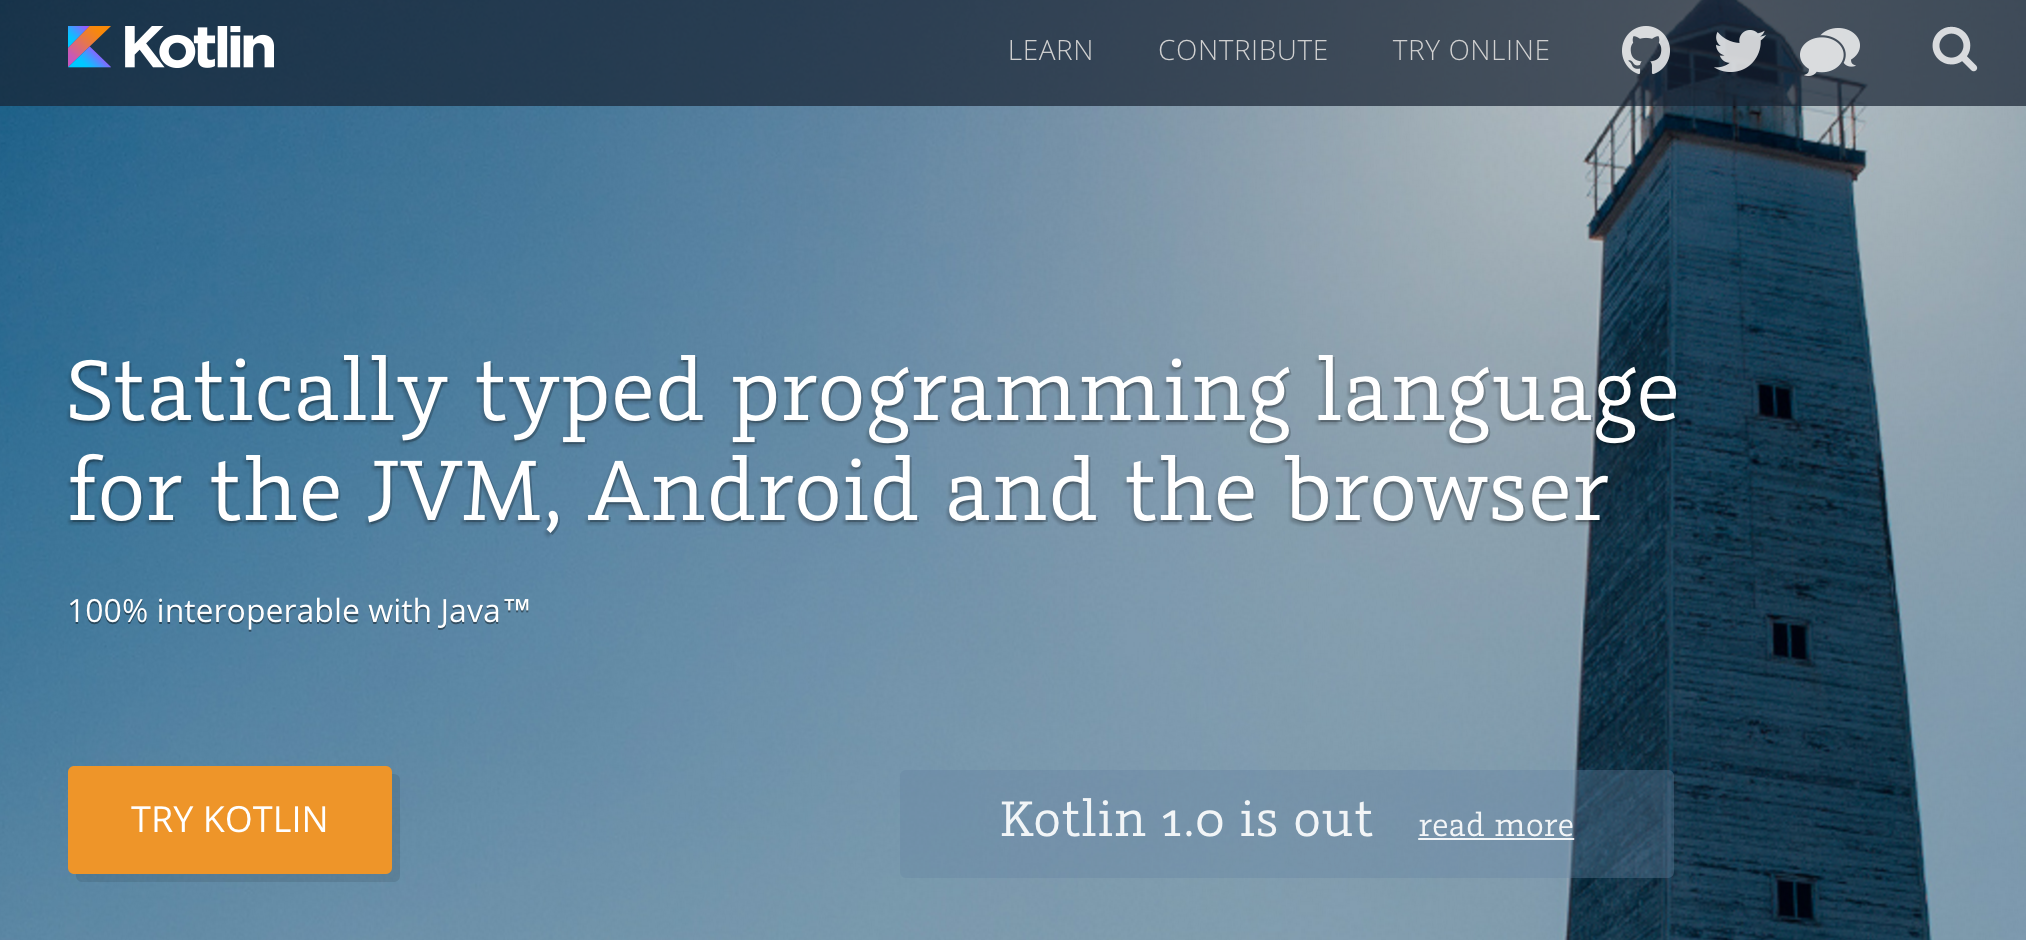 Kotlin
LEARN CONTRIBUTE TRY ONLINE
Statically typed programming language
for the JVM, Android and the browser
100% interoperable with Java™
TRY KOTLIN
Kotlin 1.0 is out read more